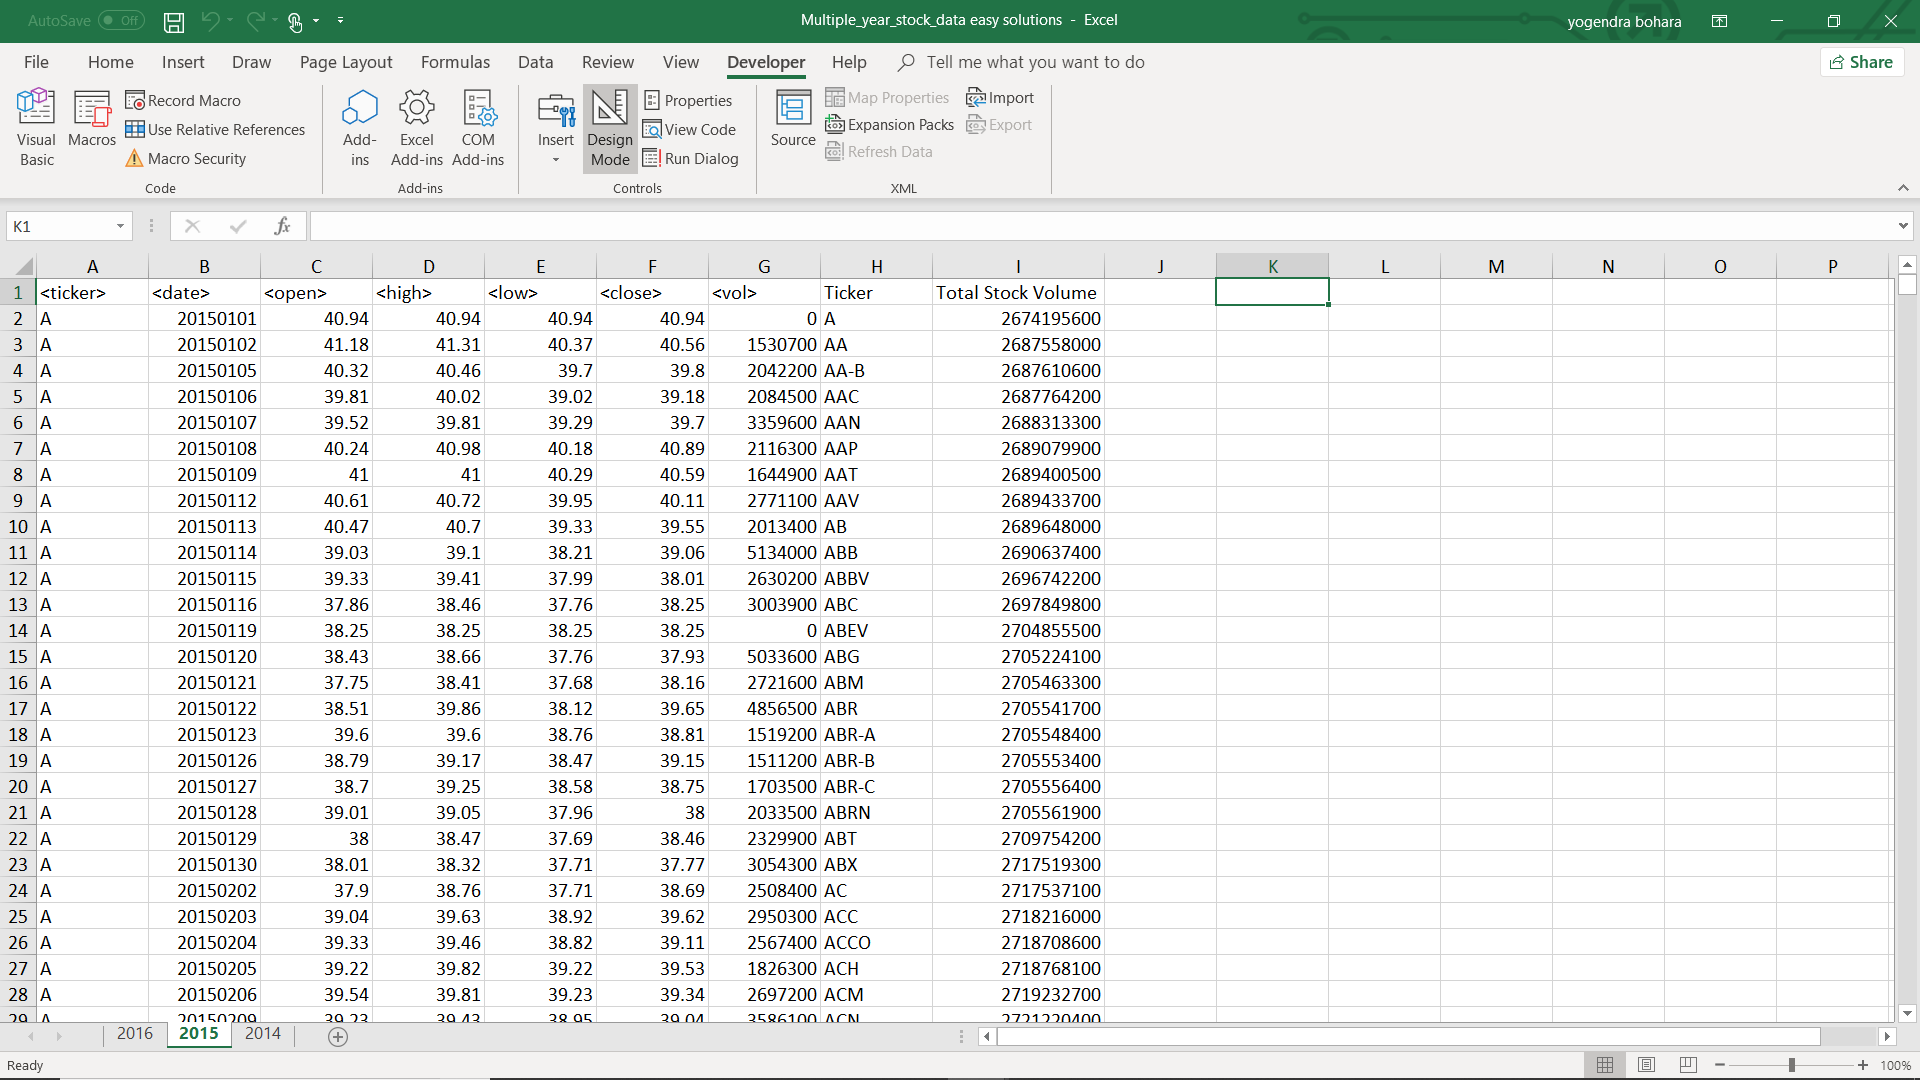 AutoSave Off
Multiple_year_stock_data easy solutions - Excel
yogendra bohara
File Home Insert Draw Page Layout Formulas Data Review View Developer Help Tell me what you want to do Share
Visual Basic
Macros
Record Macro
Use Relative References
Macro Security
Code
Add-ins
Excel Add-ins
COM Add-ins
Add-ins
Insert
Design Mode
Properties
View Code
Run Dialog
Controls
Source
Map Properties
Expansion Packs
Refresh Data
Import
Export
XML
K1
fx
A B C D E F G H I J K L M N O P
1 <ticker> <date> <open> <high> <low> <close> <vol> Ticker Total Stock Volume
2 A 20150101 40.94 40.94 40.94 40.94 0 A 2674195600
3 A 20150102 41.18 41.31 40.37 40.56 1530700 AA 2687558000
4 A 20150105 40.32 40.46 39.7 39.8 2042200 AA-B 2687610600
5 A 20150106 39.81 40.02 39.02 39.18 2084500 AAC 2687764200
6 A 20150107 39.52 39.81 39.29 39.7 3359600 AAN 2688313300
7 A 20150108 40.24 40.98 40.18 40.89 2116300 AAP 2689079900
8 A 20150109 41 41 40.29 40.59 1644900 AAT 2689400500
9 A 20150112 40.61 40.72 39.95 40.11 2771100 AAV 2689433700
10 A 20150113 40.47 40.7 39.33 39.55 2013400 AB 2689648000
11 A 20150114 39.03 39.1 38.21 39.06 5134000 ABB 2690637400
12 A 20150115 39.33 39.41 37.99 38.01 2630200 ABBV 2696742200
13 A 20150116 37.86 38.46 37.76 38.25 3003900 ABC 2697849800
14 A 20150119 38.25 38.25 38.25 38.25 0 ABEV 2704855500
15 A 20150120 38.43 38.66 37.76 37.93 5033600 ABG 2705224100
16 A 20150121 37.75 38.41 37.68 38.16 2721600 ABM 2705463300
17 A 20150122 38.51 39.86 38.12 39.65 4856500 ABR 2705541700
18 A 20150123 39.6 39.6 38.76 38.81 1519200 ABR-A 2705548400
19 A 20150126 38.79 39.17 38.47 39.15 1511200 ABR-B 2705553400
20 A 20150127 38.7 39.25 38.58 38.75 1703500 ABR-C 2705556400
21 A 20150128 39.01 39.05 37.96 38 2033500 ABRN 2705561900
22 A 20150129 38 38.47 37.69 38.46 2329900 ABT 2709754200
23 A 20150130 38.01 38.32 37.71 37.77 3054300 ABX 2717519300
24 A 20150202 37.9 38.76 37.71 38.69 2508400 AC 2717537100
25 A 20150203 39.04 39.63 38.92 39.62 2950300 ACC 2718216000
26 A 20150204 39.33 39.46 38.82 39.11 2567400 ACCO 2718708600
27 A 20150205 39.22 39.82 39.22 39.53 1826300 ACH 2718768100
28 A 20150206 39.54 39.81 39.23 39.34 2697200 ACM 2719232700
29 A 20150209 39.23 39.43 38.95 39.04 3586100 ACN 2721220400
2016 2015 2014
Ready
100%